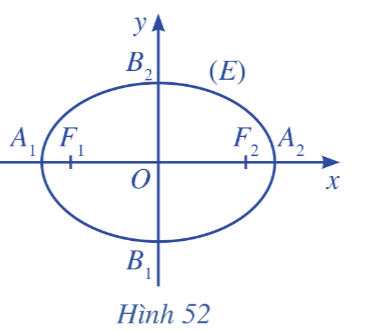 y
B₂
(E)
A₁ F₁ F₂ A₂
O x
B₁
Hình 52